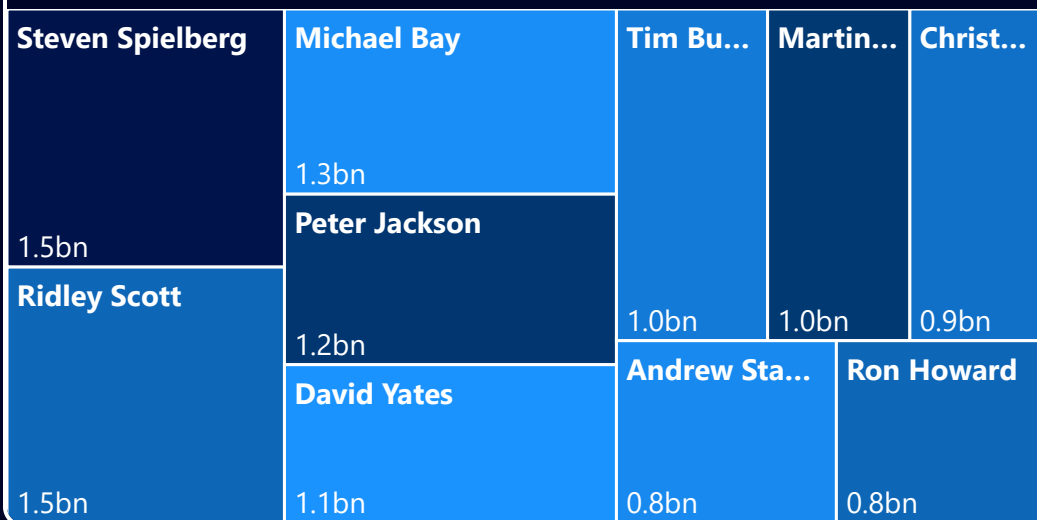 Steven Spielberg
1.5bn
Ridley Scott
1.5bn
Michael Bay
1.3bn
Peter Jackson
1.2bn
David Yates
1.1bn
Tim Bu...
1.0bn
Martin...
1.0bn
Christ...
0.9bn
Andrew Sta...
0.8bn
Ron Howard
0.8bn